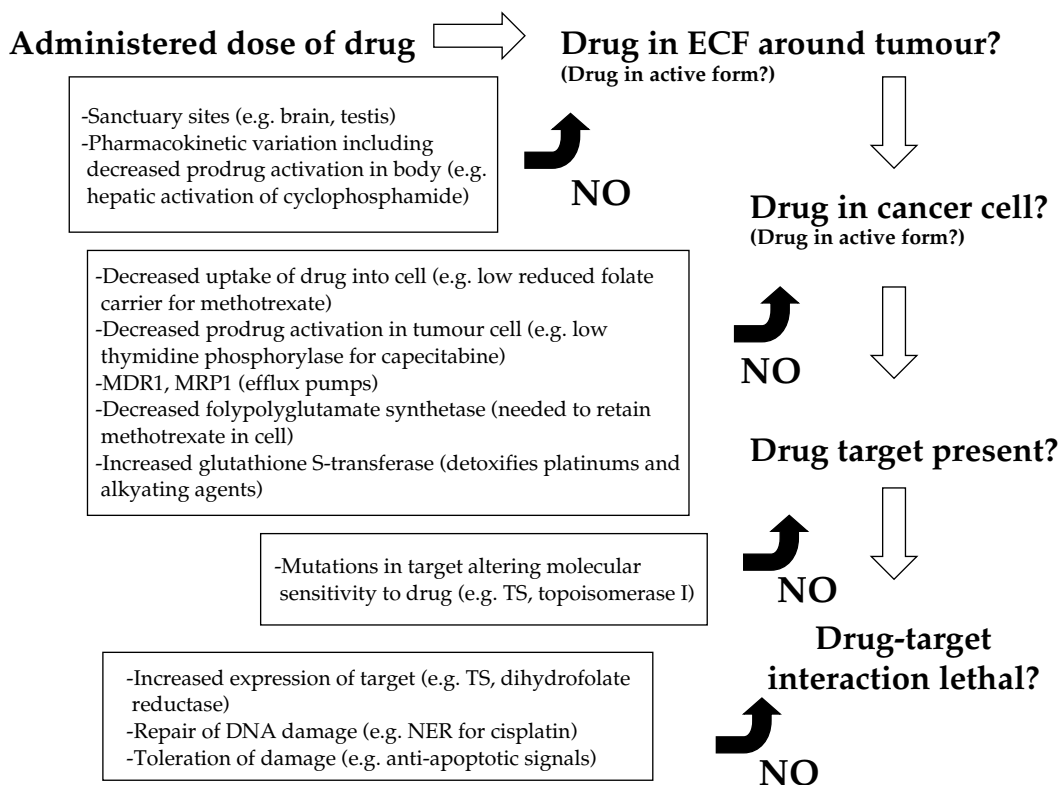 Administered dose of drug
Drug in ECF around tumour?
(Drug in active form?)
-Sanctuary sites (e.g. brain, testis)
-Pharmacokinetic variation including
decreased prodrug activation in body (e.g.
hepatic activation of cyclophosphamide)
NO
Drug in cancer cell?
(Drug in active form?)
-Decreased uptake of drug into cell (e.g. low reduced folate
carrier for methotrexate)
-Decreased prodrug activation in tumour cell (e.g. low
thymidine phosphorylase for capecitabine)
-MDR1, MRP1 (efflux pumps)
-Decreased folypolyglutamate synthetase (needed to retain
methotrexate in cell)
-Increased glutathione S-transferase (detoxifies platinums and
alkyating agents)
NO
Drug target present?
-Mutations in target altering molecular
sensitivity to drug (e.g. TS, topoisomerase I)
NO
Drug-target
interaction lethal?
-Increased expression of target (e.g. TS, dihydrofolate
reductase)
-Repair of DNA damage (e.g. NER for cisplatin)
-Toleration of damage (e.g. anti-apoptotic signals)
NO